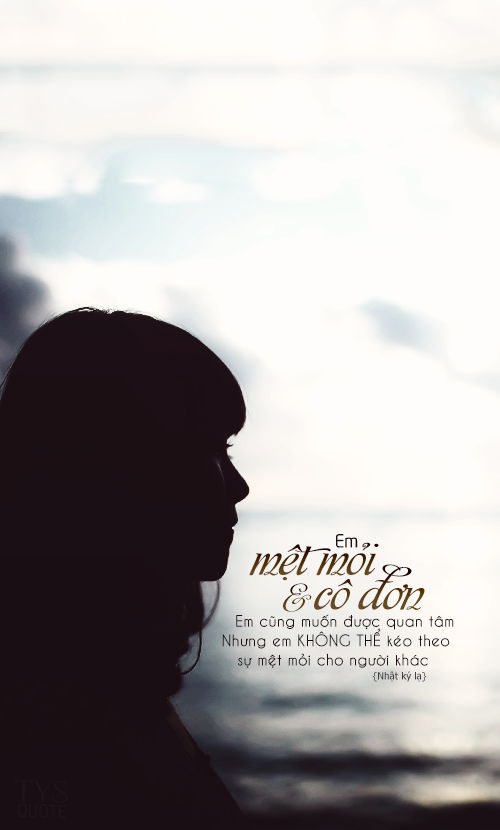 Em
mệt mỏi
& cô đơn
Em cũng muốn được quan tâm
Nhưng em KHÔNG THỂ kéo theo
sự mệt mỏi cho người khác
{Nhật ký lạ}
TYS
QUOTE